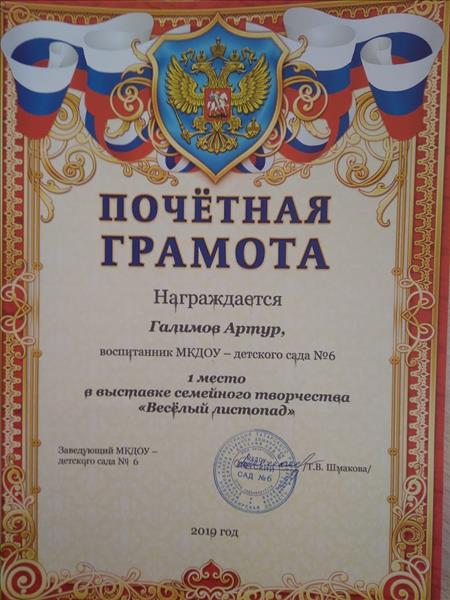 ПОЧЁТНАЯ
ГРАМОТА
Награждается
Галимов Артур,
воспитанник МКДОУ – детского сада №6
1 место
в выставке семейного творчества
«Весёлый листопад»
Заведующий МКДОУ –
детского сада № 6
/Т.В. Шмакова/
САД №6
2019 год